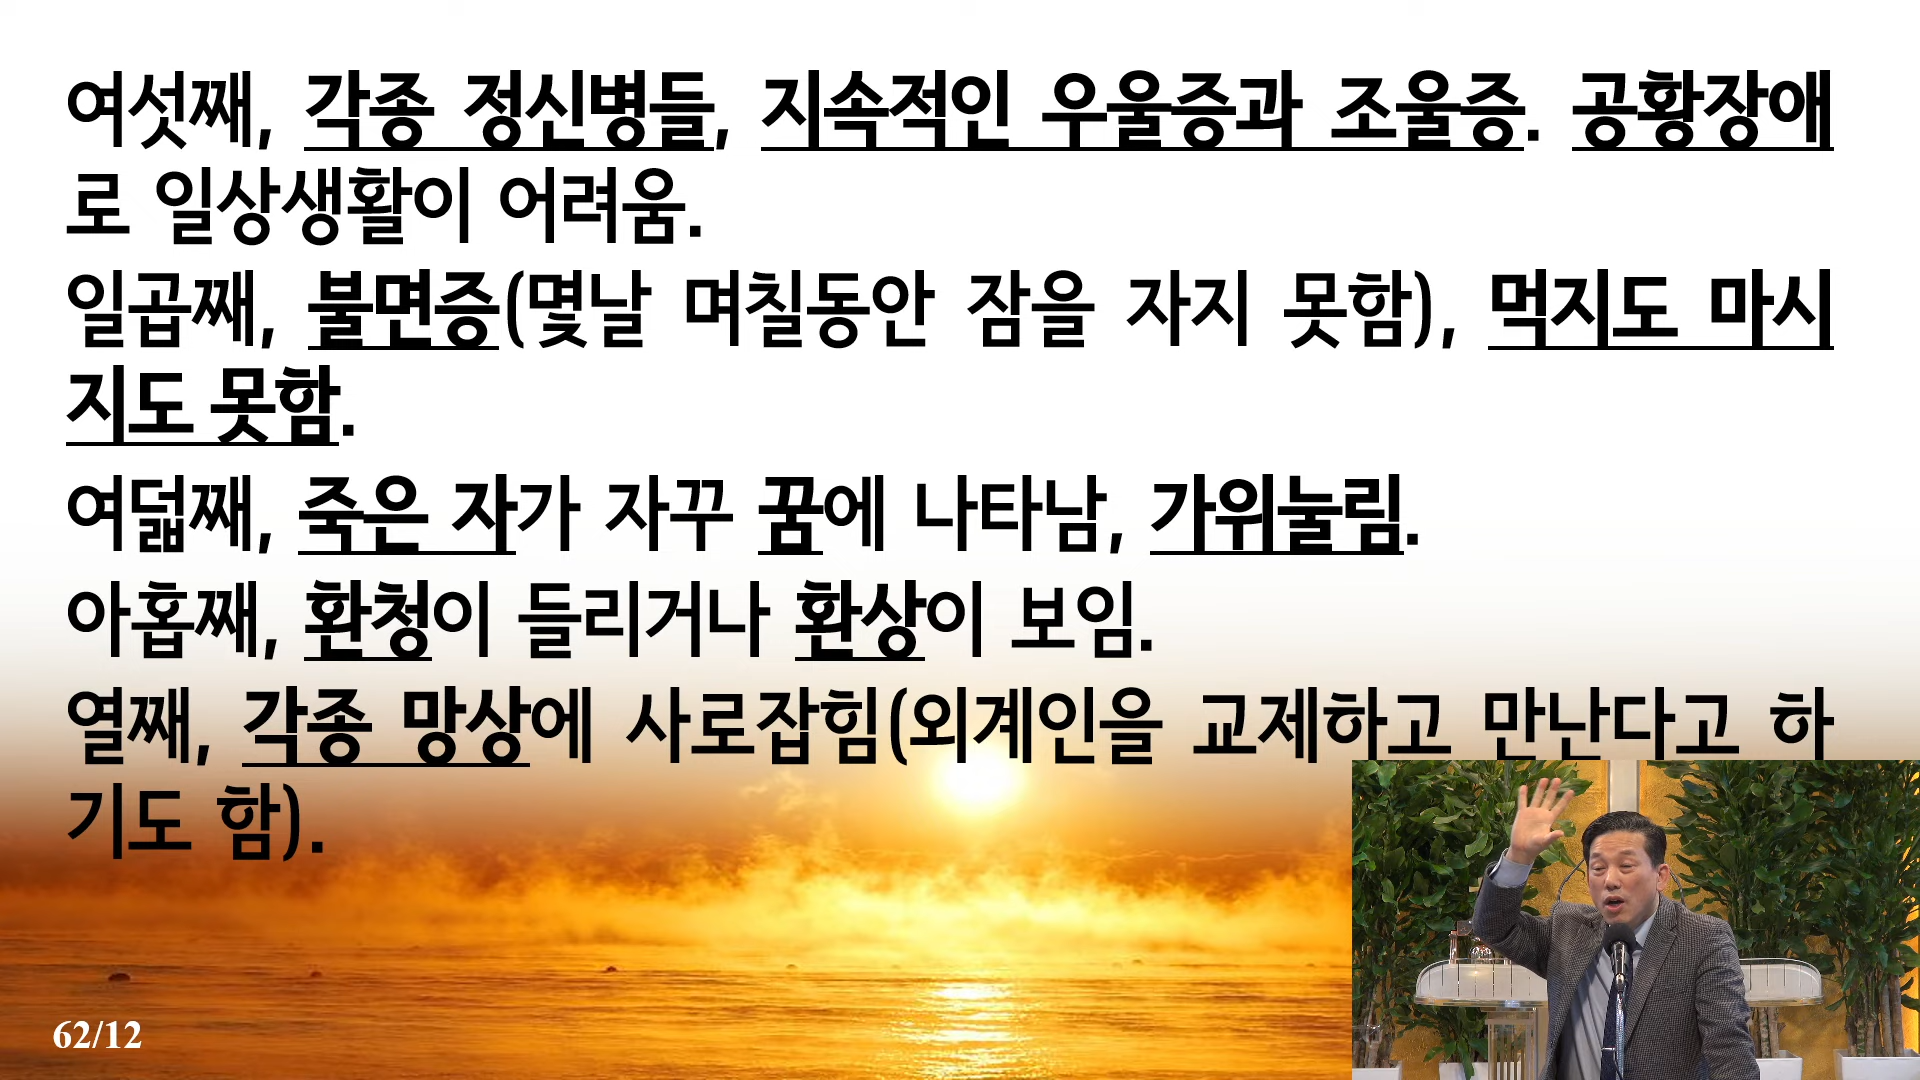 여섯째, 각종 정신병들, 지속적인 우울증과 조울증. 공황장애
로 일상생활이 어려움.
일곱째, 불면증(몇날 며칠동안 잠을 자지 못함), 먹지도 마시
지도 못함.
여덟째, 죽은 자가 자꾸 꿈에 나타남, 가위눌림.
아홉째, 환청이 들리거나 환상이 보임.
열째, 각종 망상에 사로잡힘(외계인을 교제하고 만난다고 하
기도 함).
62/12